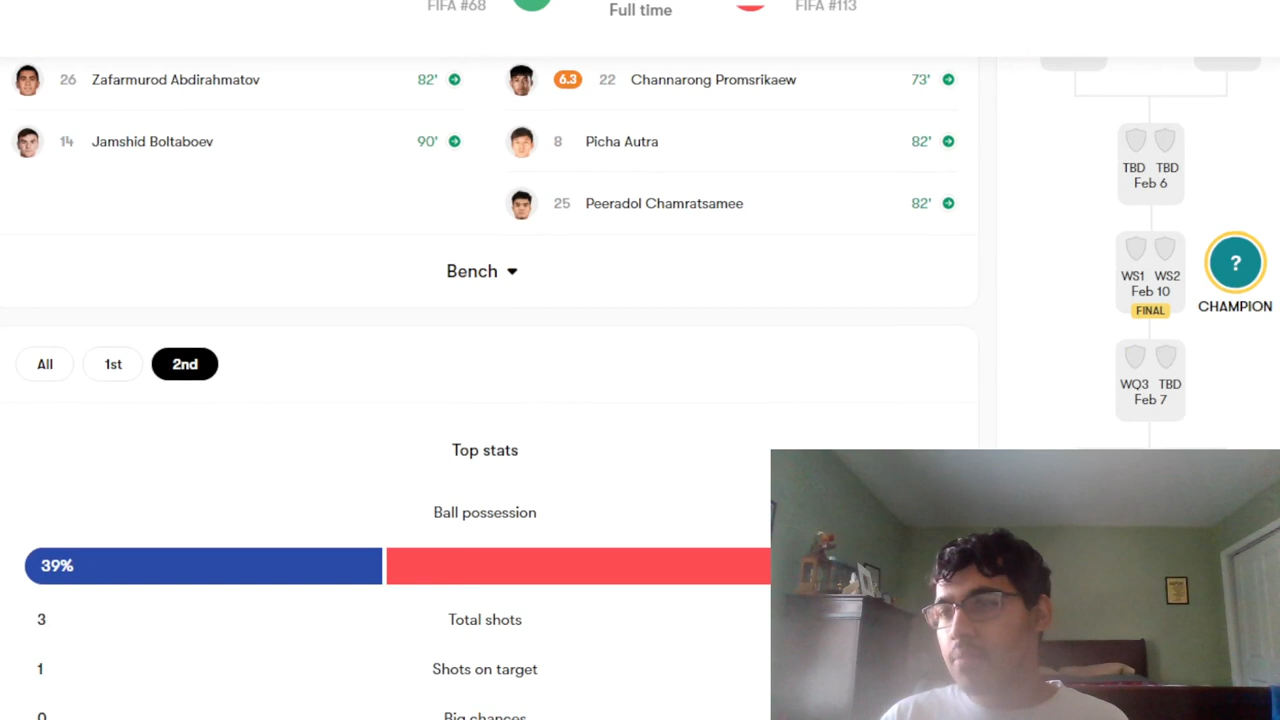 FIFA #68 Full time FIFA #113
26 Zafarmurod Abdirahmatov 82'
6.3 22 Channarong Promsrikaew 73'
14 Jamshid Boltaboev 90'
8 Picha Autra 82'
25 Peeradol Chamratsamee 82'
Bench
All 1st 2nd
Top stats
Ball possession
39%
3 Total shots
1 Shots on target
0 Big chances
TBD TBD
Feb 6
WS1 WS2
Feb 10
FINAL
?
CHAMPION
WQ3 TBD
Feb 7